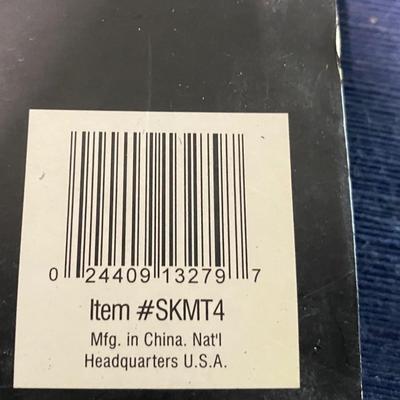 0 24409 13279 7
Item #SKMT4
Mfg. in China. Nat'l
Headquarters U.S.A.